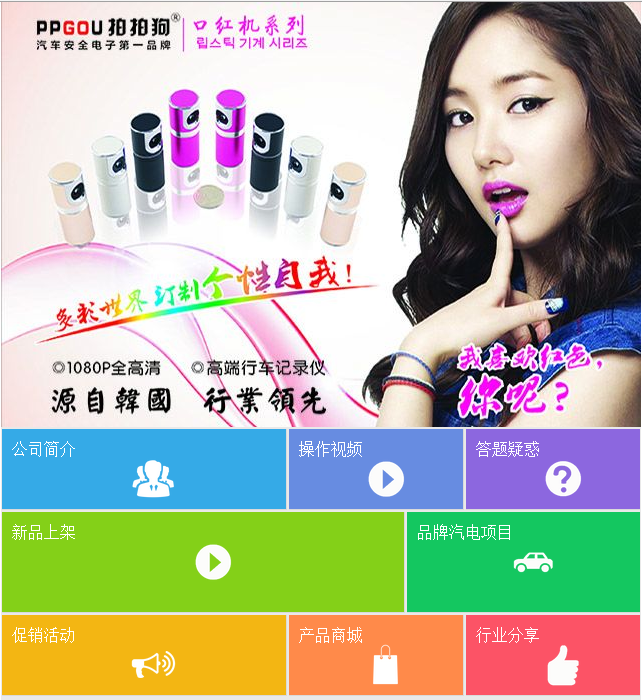 PPGOU 拍拍狗®
汽车安全电子第一品牌
口红机系列
립스틱 기계 시리즈
多彩世界 订制个性自我!
◎1080P全高清 ◎高端行车记录仪
源自韓國 行業領先
我喜欢红色,
你呢?
公司简介
操作视频
答题疑惑
新品上架
品牌汽电项目
促销活动
产品商城
行业分享